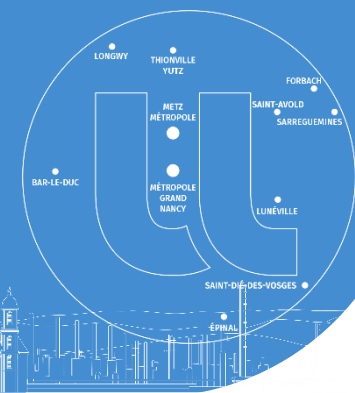 LONGWY
THIONVILLE
YUTZ
FORBACH
METZ
MÉTROPOLE
SAINT-AVOLD
SARREGUEMINES
BAR-LE-DUC
MÉTROPOLE
GRAND
NANCY
LUNÉVILLE
SAINT-DIÉ-DES-VOSGES
ÉPINAL